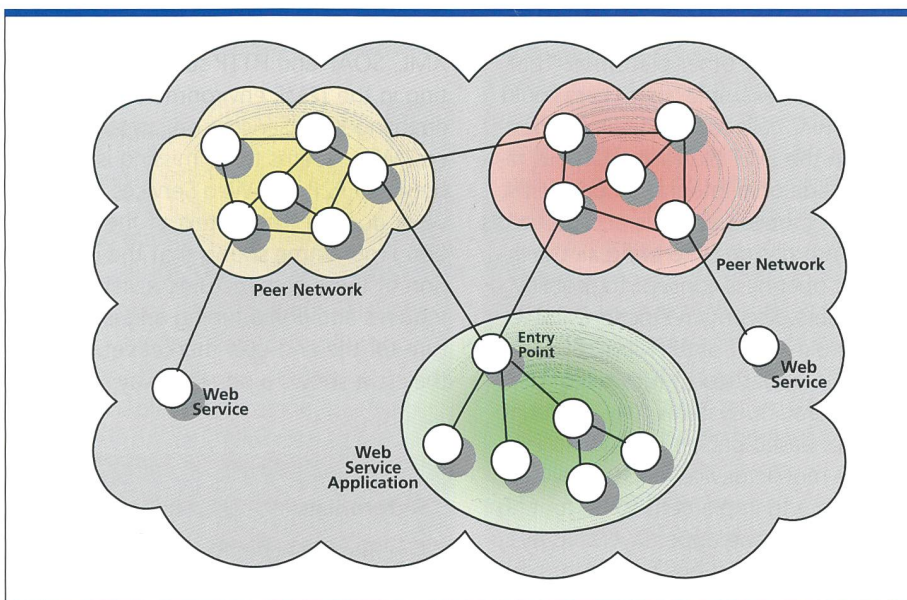 Peer Network
Peer Network
Entry
Point
Web
Service
Web
Service
Web
Service
Application